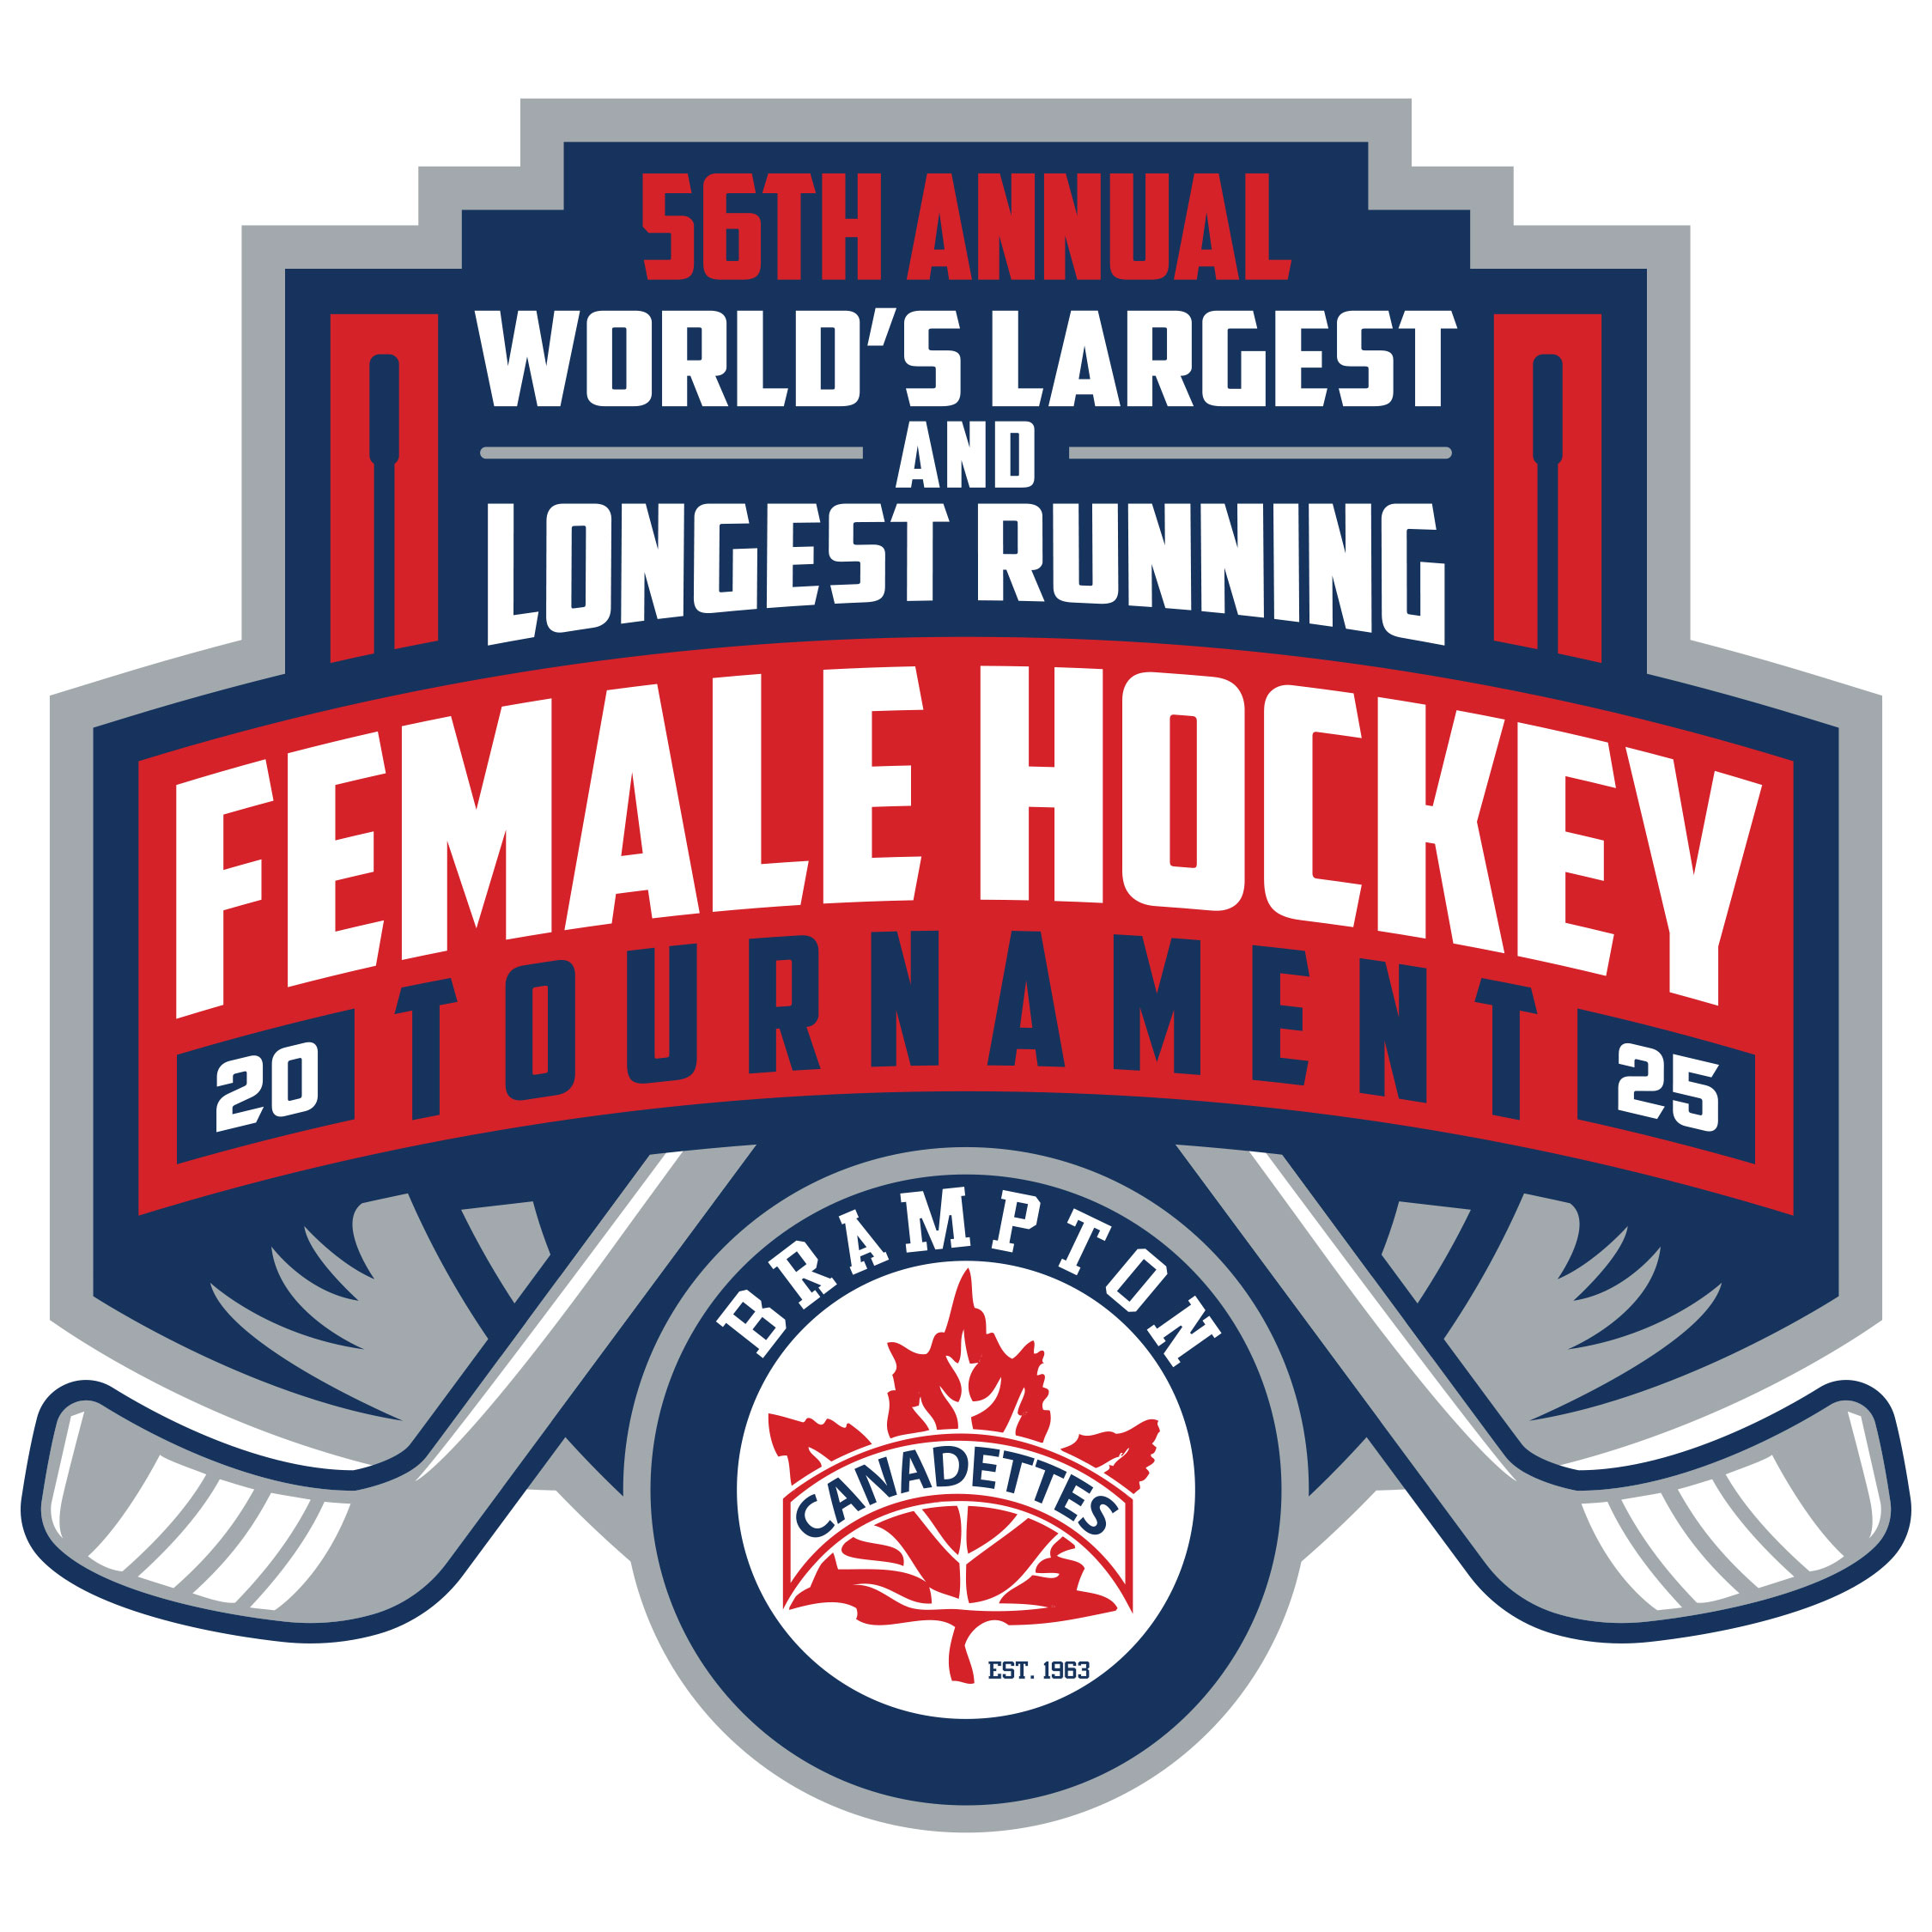 56TH ANNUAL
WORLD'S LARGEST
AND
LONGEST RUNNING
FEMALE HOCKEY
20 TOURNAMENT 25
BRAMPTON
CANADETTES
EST. 1963